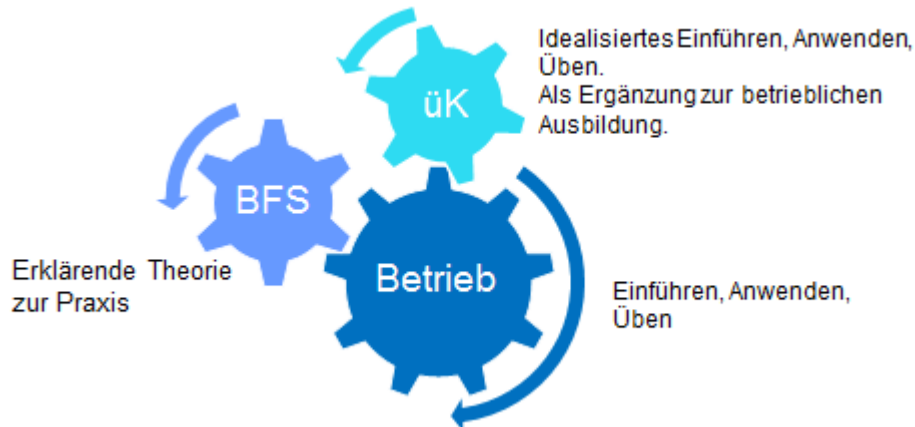 Idealisiertes Einführen, Anwenden,
Üben.
Als Ergänzung zur betrieblichen
Ausbildung.
üK
BFS
Betrieb
Erklärende Theorie
zur Praxis
Einführen, Anwenden,
Üben